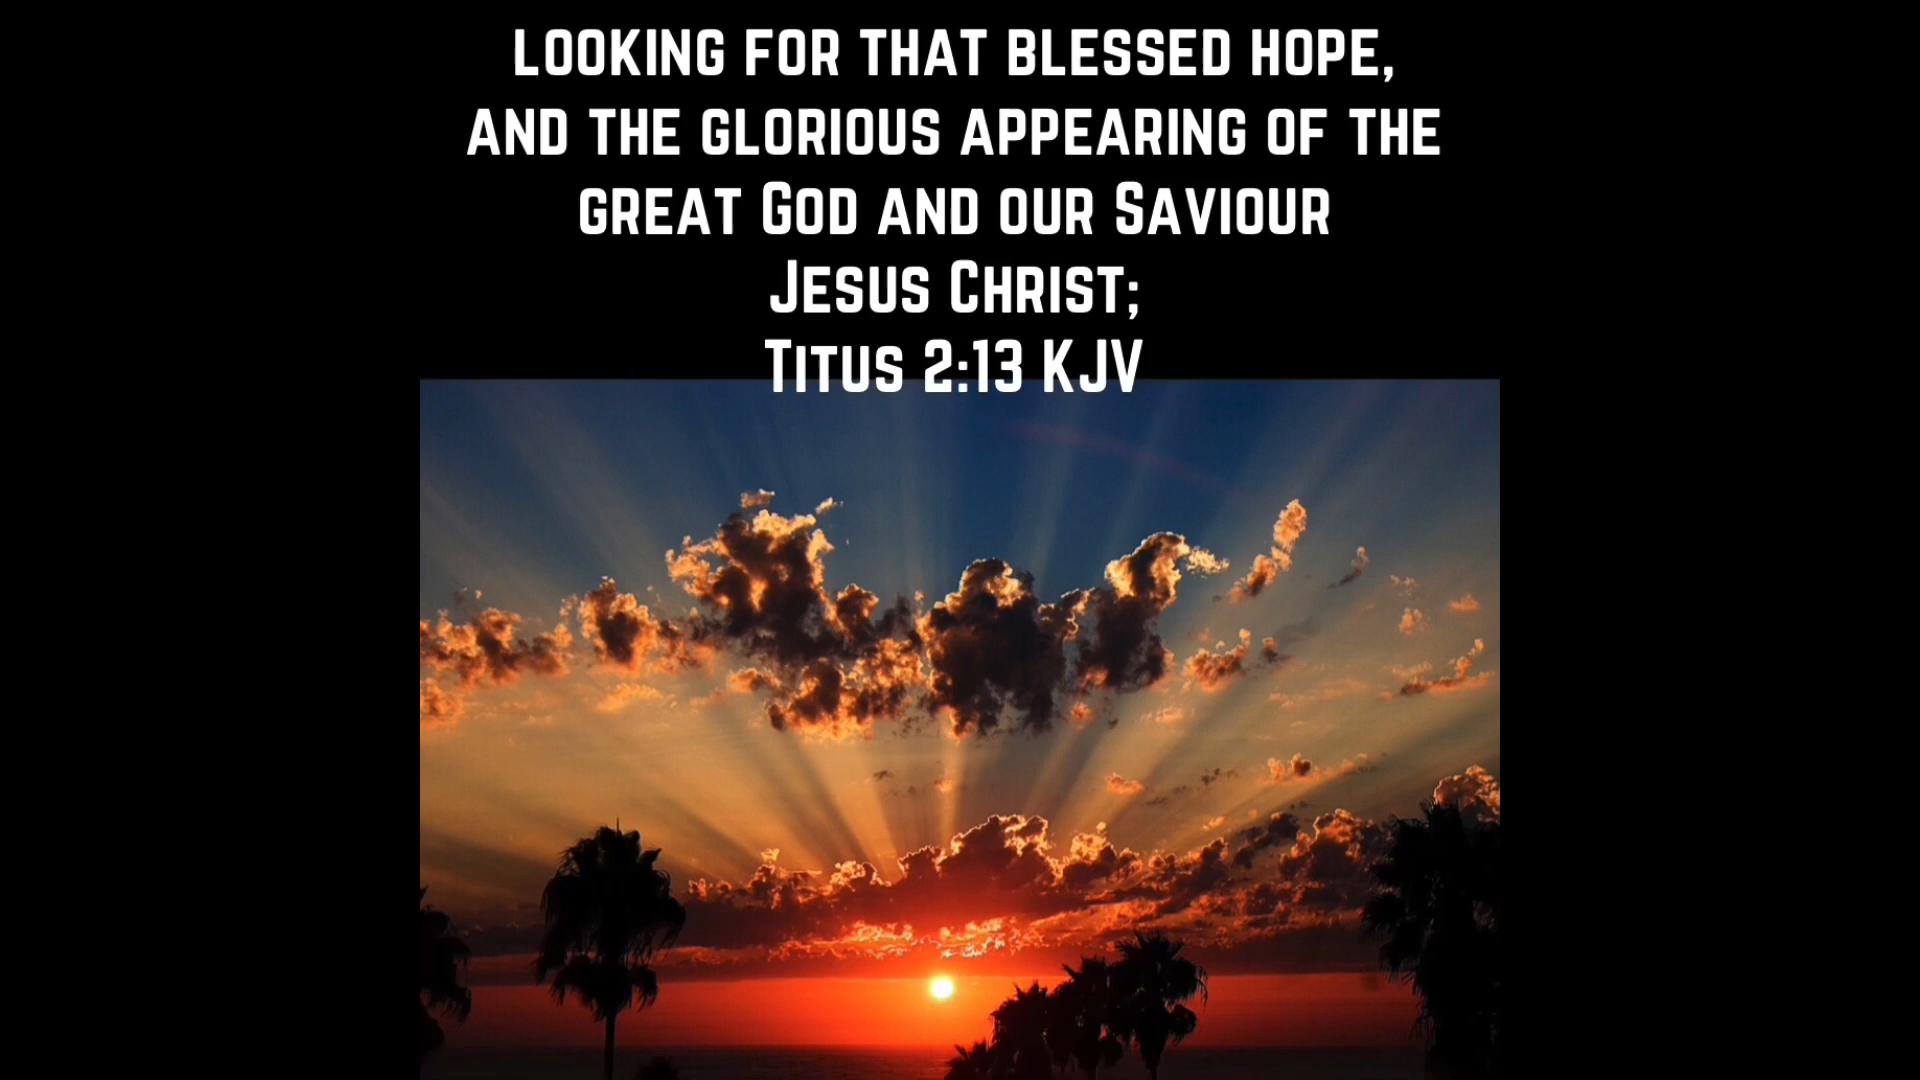 LOOKING FOR THAT BLESSED HOPE,
AND THE GLORIOUS APPEARING OF THE
GREAT GOD AND OUR SAVIOUR
JESUS CHRIST;
TITUS 2:13 KJV